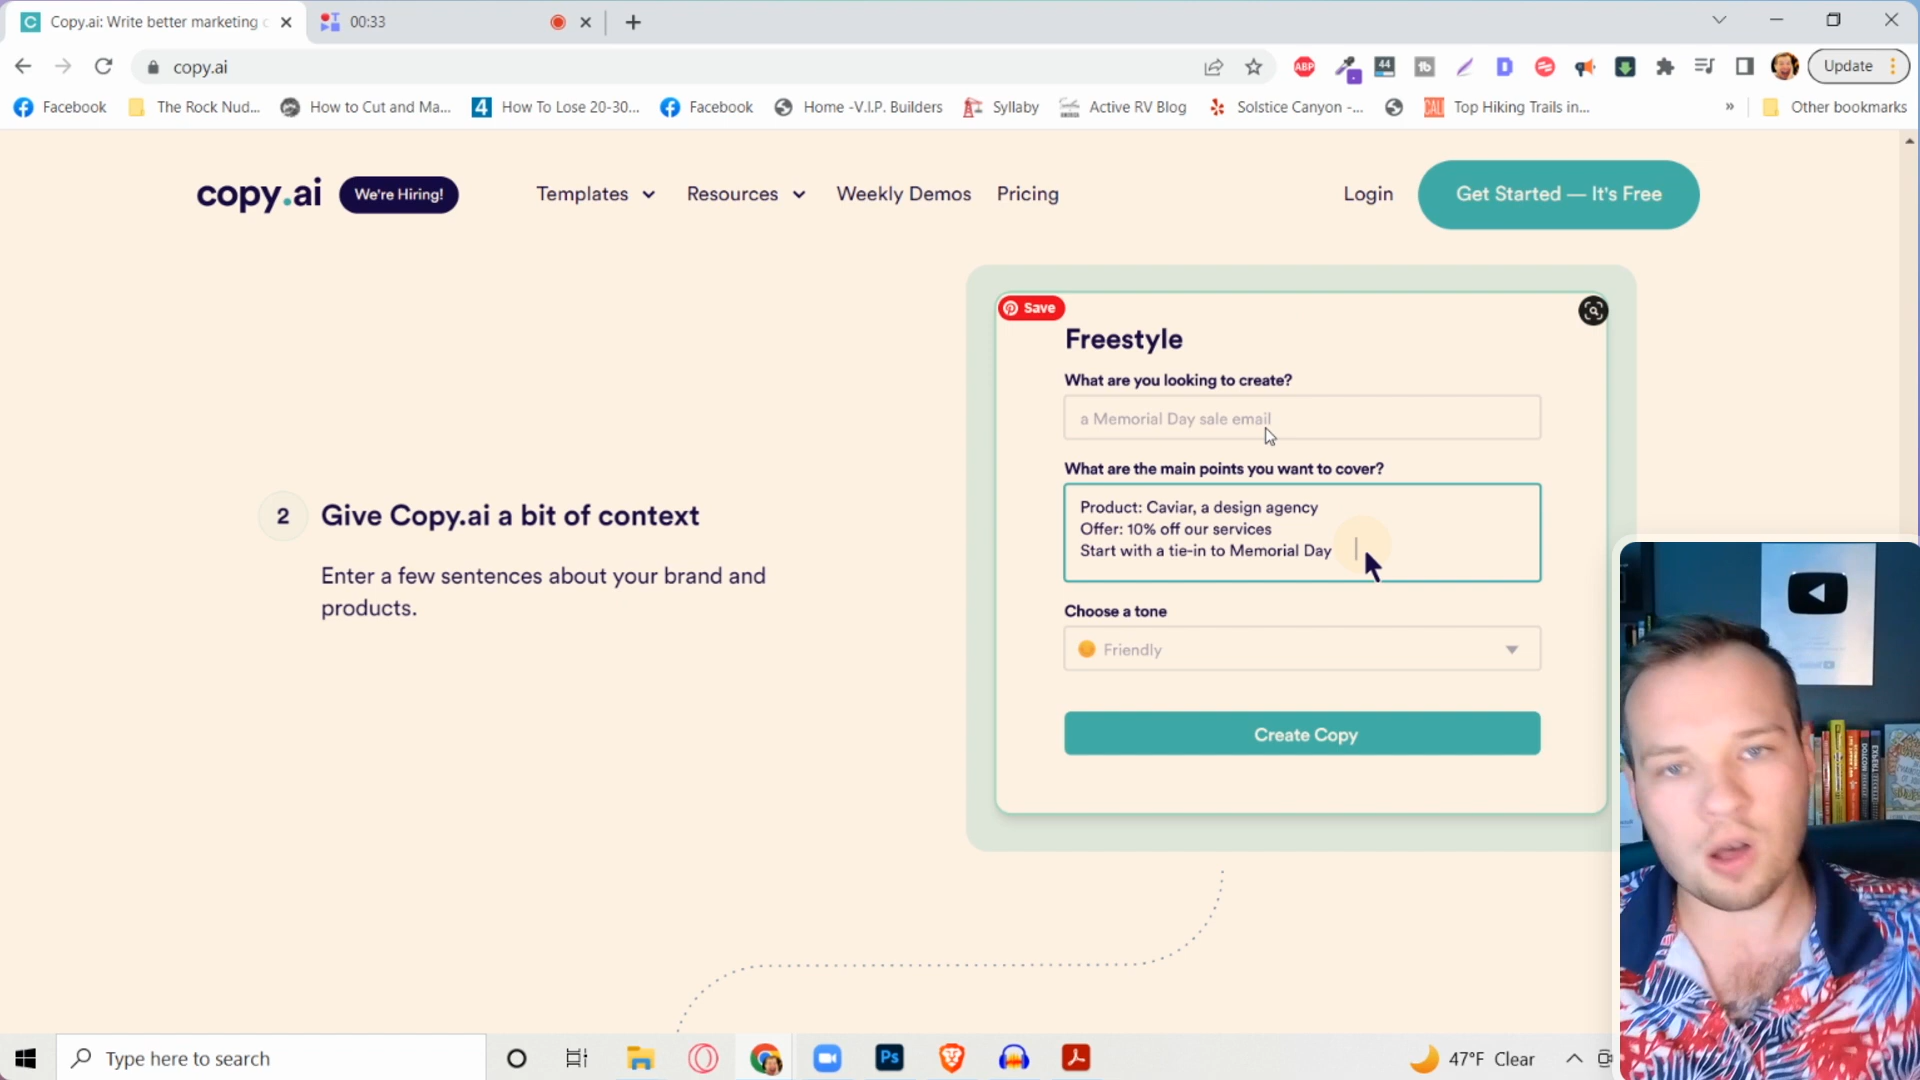 Copy.ai: Write better marketing c
00:33
copy.ai
ABP
44
Update
Facebook
The Rock Nud...
How to Cut and Ma...
4
How To Lose 20-30...
Facebook
Home -V.I.P. Builders
Syllaby
Active RV Blog
Solstice Canyon -...
CALI
Top Hiking Trails in...
»
Other bookmarks
copy.ai
We're Hiring!
Templates
Resources
Weekly Demos
Pricing
Login
Get Started — It's Free
Save
Freestyle
What are you looking to create?
a Memorial Day sale email
What are the main points you want to cover?
Product: Caviar, a design agency
Offer: 10% off our services
Start with a tie-in to Memorial Day
Choose a tone
Friendly
Create Copy
2
Give Copy.ai a bit of context
Enter a few sentences about your brand and
products.
Type here to search
Ps
47°F Clear